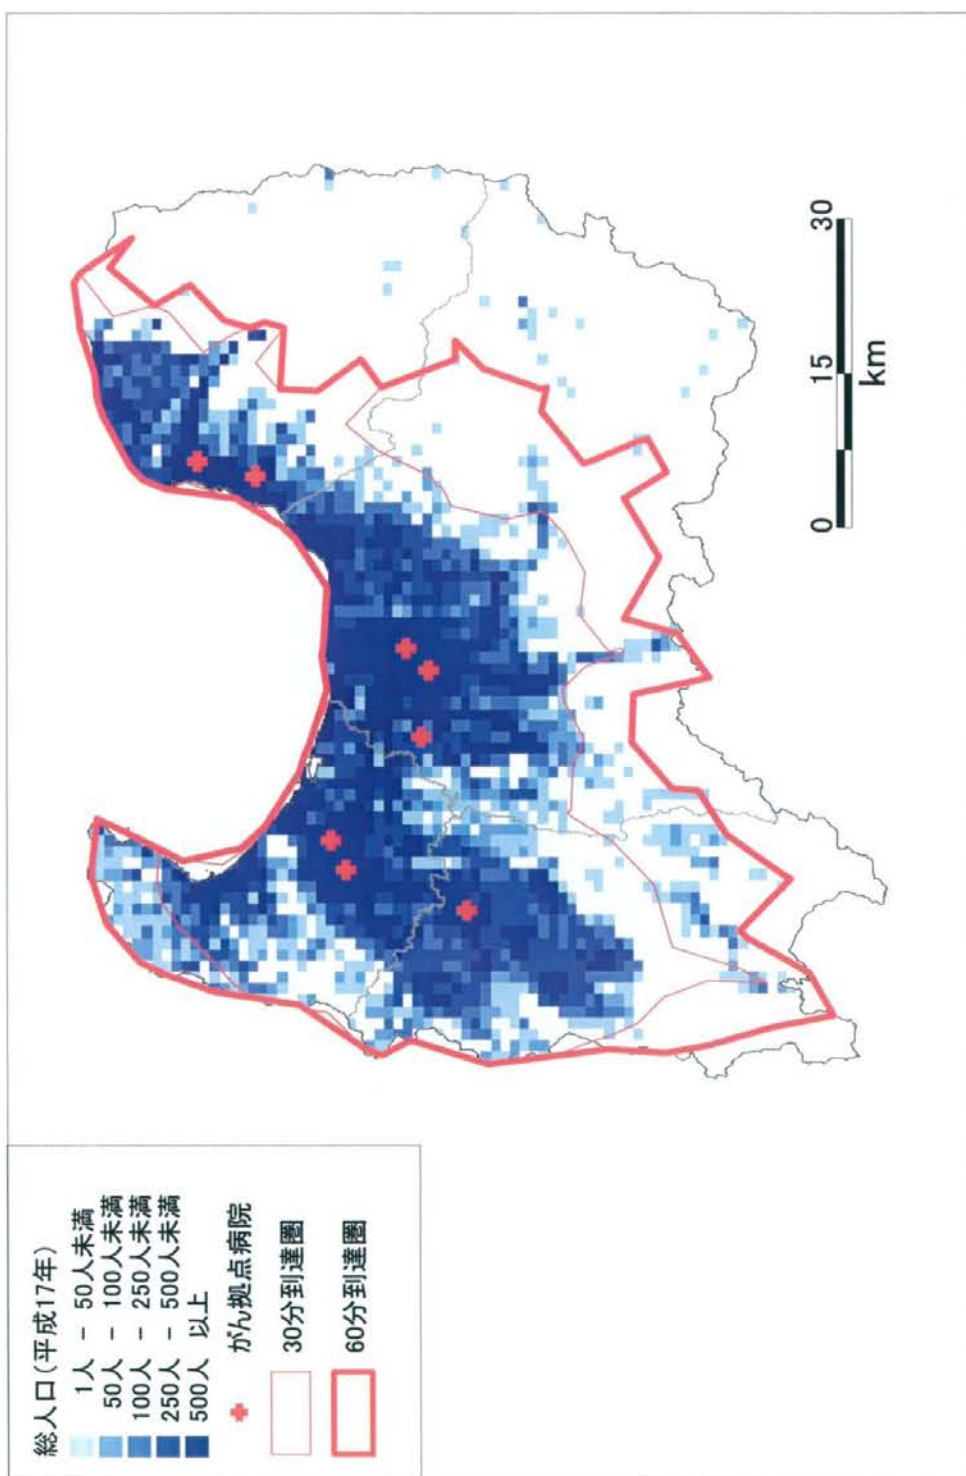 総人口(平成17年)
1人 - 50人未満
50人 - 100人未満
100人 - 250人未満
250人 - 500人未満
500人 以上
がん拠点病院
30分到達圏
60分到達圏
0 15 30
km